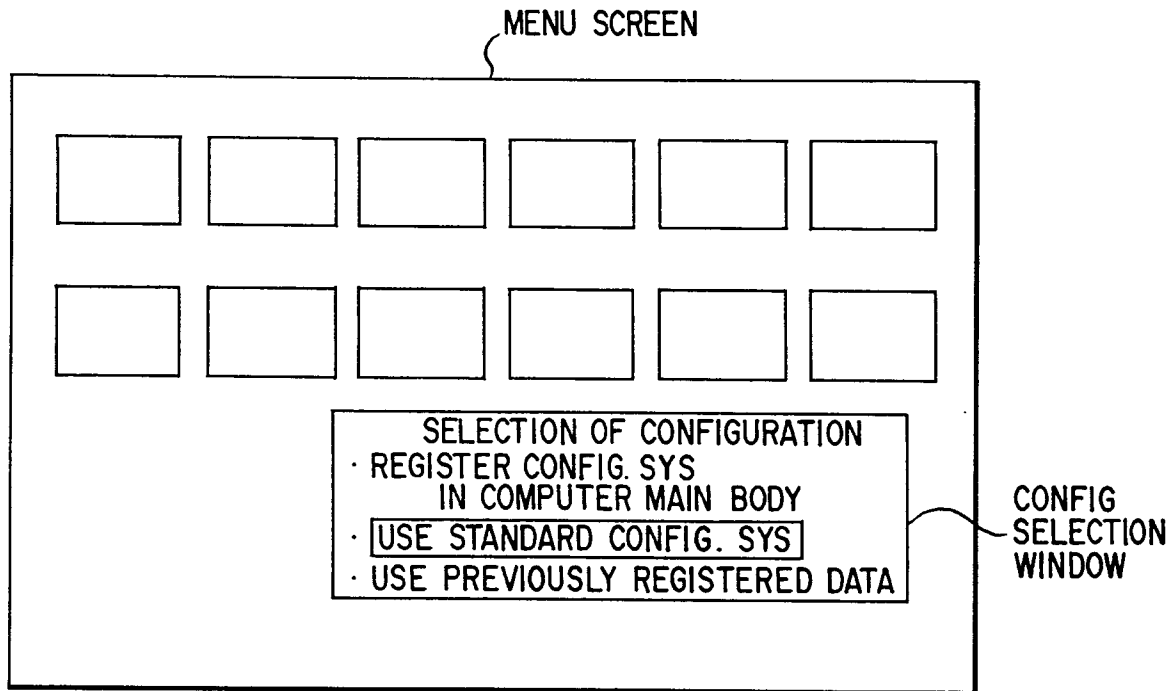 MENU SCREEN
SELECTION OF CONFIGURATION
· REGISTER CONFIG. SYS
IN COMPUTER MAIN BODY
· USE STANDARD CONFIG. SYS
· USE PREVIOUSLY REGISTERED DATA
CONFIG
SELECTION
WINDOW